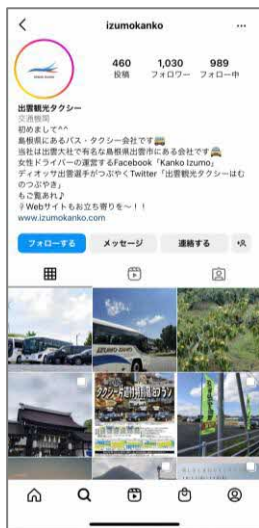 izumokanko
460
1,030
989
投稿
フォロワー
フォロー中
出雲観光タクシー
交通機関
初めまして^^
島根県にあるバス・タクシー会社です🚌
当社は出雲大社で有名な島根県出雲市にある会社です🚖
女性ドライバーの運営するFacebook「Kanko Izumo」
ディオッサ出雲選手がつぶやくTwitter「出雲観光タクシーはむ
のつぶやき」
もご覧あれ♪
‎♀Webサイトもお立ち寄りを～！！
www.izumokanko.com
フォローする
メッセージ
連絡する